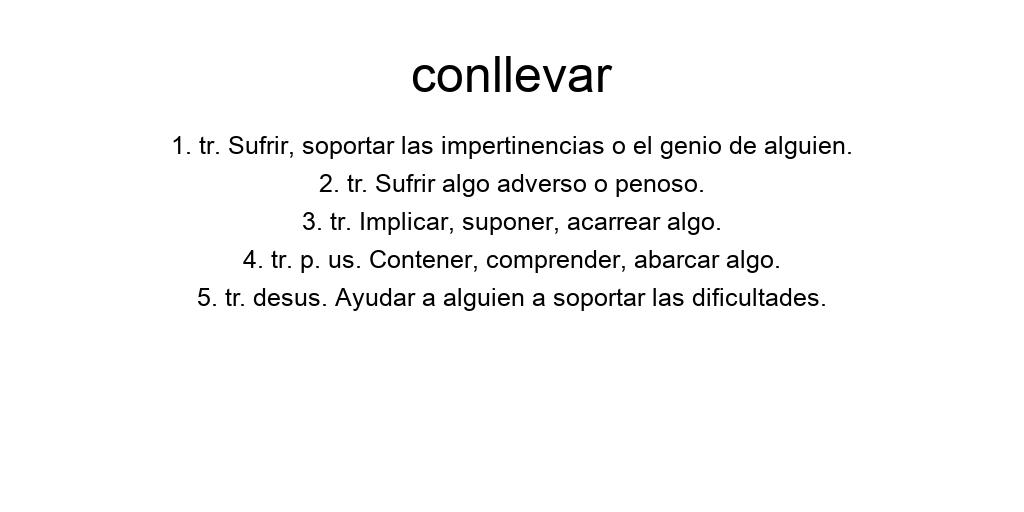 conllevar
1. tr. Sufrir, soportar las impertinencias o el genio de alguien.
2. tr. Sufrir algo adverso o penoso.
3. tr. Implicar, suponer, acarrear algo.
4. tr. p. us. Contener, comprender, abarcar algo.
5. tr. desus. Ayudar a alguien a soportar las dificultades.